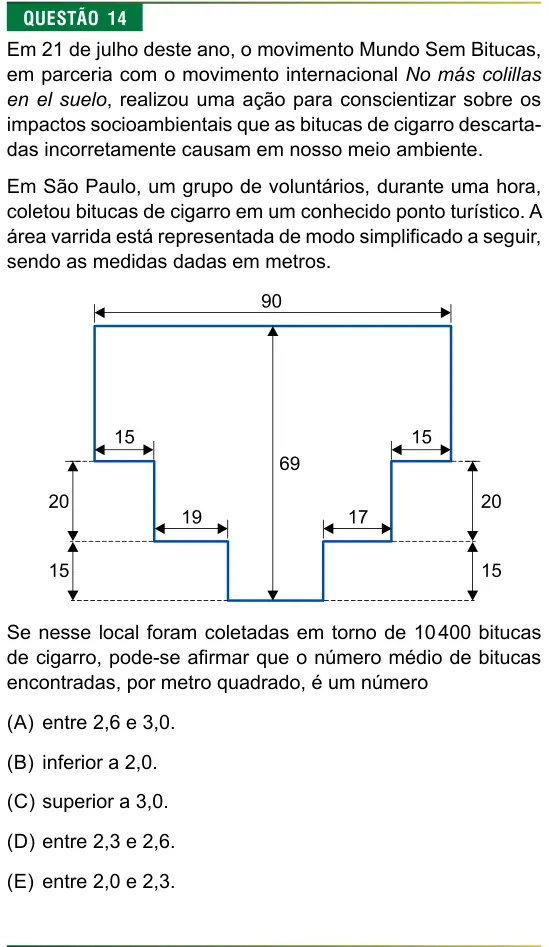 QUESTÃO 14
Em 21 de julho deste ano, o movimento Mundo Sem Bitucas,
em parceria com o movimento internacional No más colillas
en el suelo, realizou uma ação para conscientizar sobre os
impactos socioambientais que as bitucas de cigarro descarta-
das incorretamente causam em nosso meio ambiente.
Em São Paulo, um grupo de voluntários, durante uma hora,
coletou bitucas de cigarro em um conhecido ponto turístico. A
área varrida está representada de modo simplificado a seguir,
sendo as medidas dadas em metros.
90
15 15
69
20 20
19 17
15 15
Se nesse local foram coletadas em torno de 10 400 bitucas
de cigarro, pode-se afirmar que o número médio de bitucas
encontradas, por metro quadrado, é um número
(A) entre 2,6 e 3,0.
(B) inferior a 2,0.
(C) superior a 3,0.
(D) entre 2,3 e 2,6.
(E) entre 2,0 e 2,3.